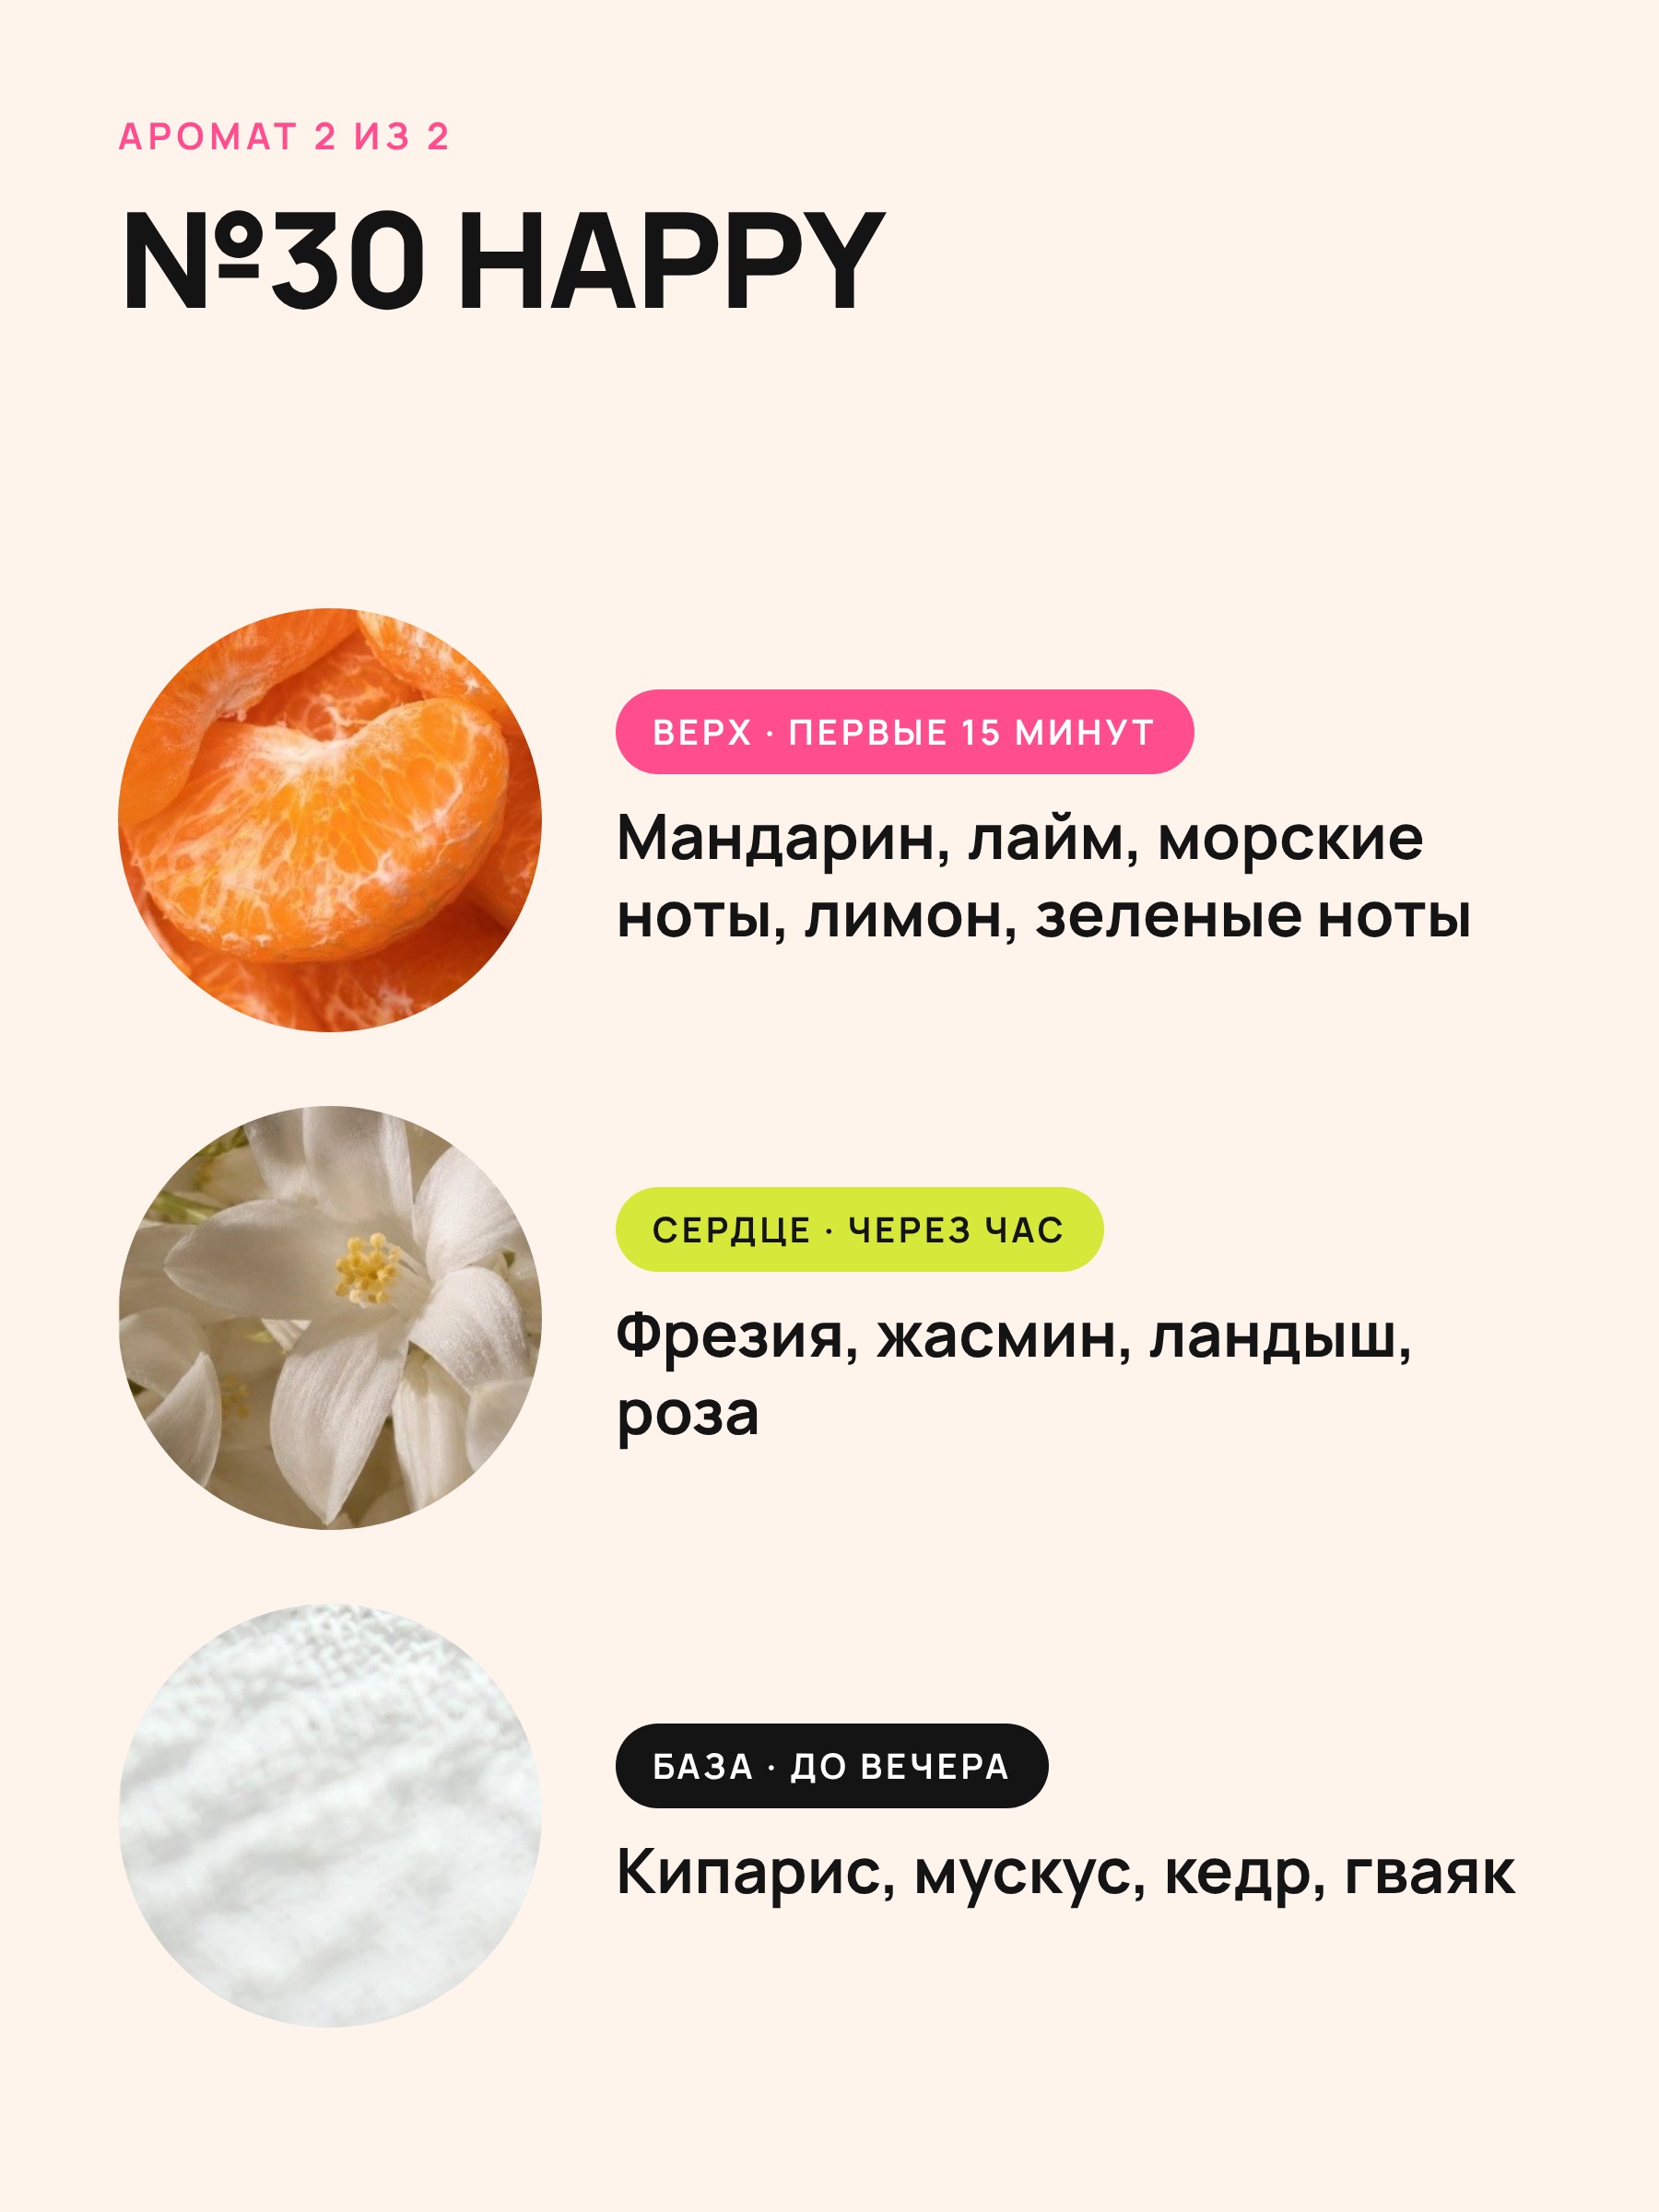 АРОМАТ 2 ИЗ 2
№30 HAPPY
ВЕРХ · ПЕРВЫЕ 15 МИНУТ
Мандарин, лайм, морские
ноты, лимон, зеленые ноты
СЕРДЦЕ · ЧЕРЕЗ ЧАС
Фрезия, жасмин, ландыш,
роза
БАЗА · ДО ВЕЧЕРА
Кипарис, мускус, кедр, гваяк